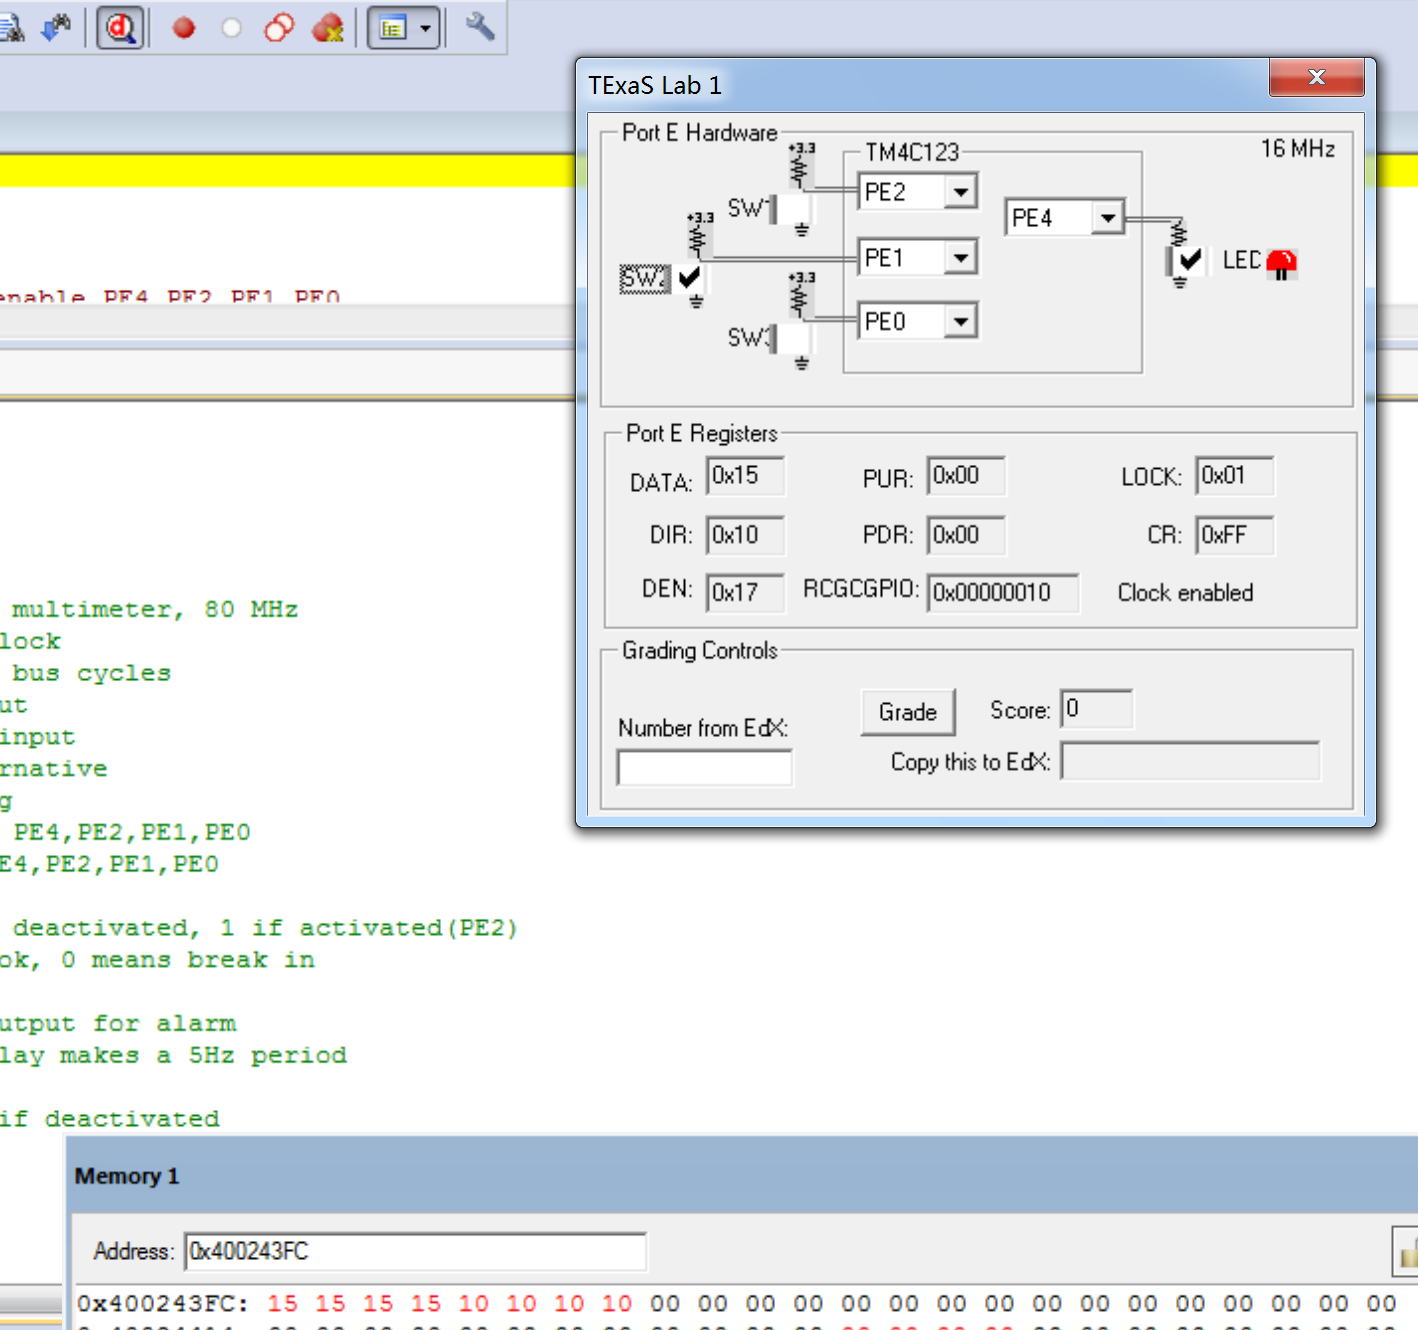 TExaS Lab 1
Port E Hardware
16 MHz
+3.3
TM4C123
PE2
SW1
PE4
+3.3
PE1
LED
SW2
+3.3
PE0
SW3
enable PE4 PE2 PE1 PE0
Port E Registers
DATA: 0x15 PUR: 0x00 LOCK: 0x01
DIR: 0x10 PDR: 0x00 CR: 0xFF
DEN: 0x17 RCGCGPIO: 0x00000010 Clock enabled
Grading Controls
Number from EdX:
Grade Score: 0
Copy this to EdX:
multimeter, 80 MHz
lock
bus cycles
ut
input
rnative
g
PE4,PE2,PE1,PE0
E4,PE2,PE1,PE0
deactivated, 1 if activated(PE2)
ok, 0 means break in
utput for alarm
lay makes a 5Hz period
if deactivated
Memory 1
Address: 0x400243FC
0x400243FC: 15 15 15 15 10 10 10 10 00 00 00 00 00 00 00 00 00 00 00 00 00 00 00 00